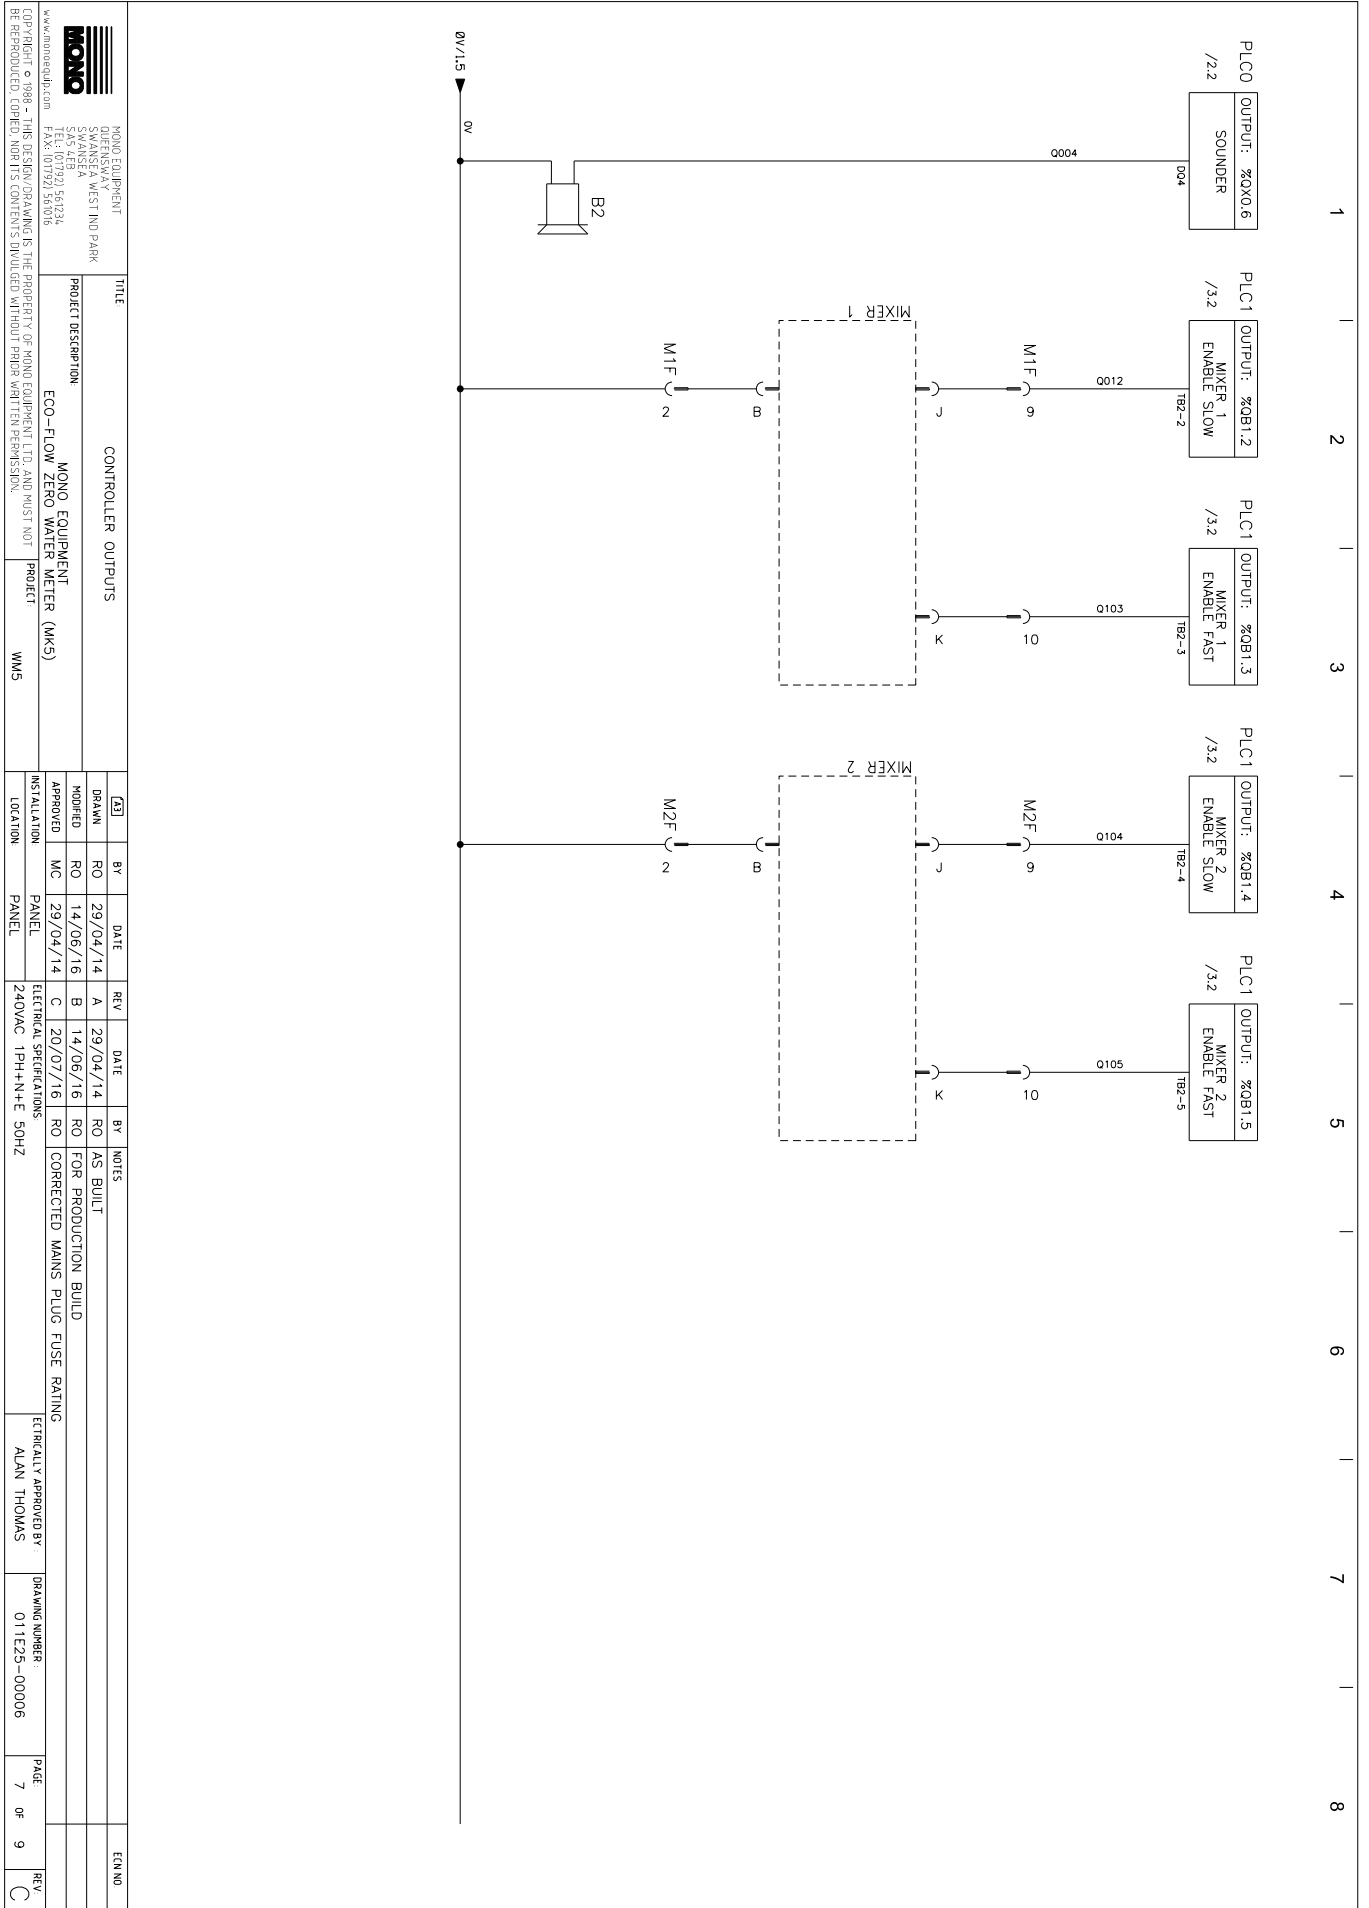 1
2
3
4
5
6
7
8
PLC0
/2.2
OUTPUT: %QX0.6
SOUNDER
DQ4
PLC1
/3.2
OUTPUT: %QB1.2
MIXER 1
ENABLE SLOW
TB2-2
PLC1
/3.2
OUTPUT: %QB1.3
MIXER 1
ENABLE FAST
TB2-3
PLC1
/3.2
OUTPUT: %QB1.4
MIXER 2
ENABLE SLOW
TB2-4
PLC1
/3.2
OUTPUT: %QB1.5
MIXER 2
ENABLE FAST
TB2-5
Q004
Q012
Q103
Q104
Q105
M1F
9
10
M2F
9
10
J
K
J
K
MIXER 1
MIXER 2
B
B
M1F
2
M2F
2
B2
0V/1.5
0V
MONO
www.monoequip.com
MONO EQUIPMENT
QUEENSWAY
SWANSEA WEST IND PARK
SWANSEA
SA5 4EB
TEL: (01792) 561234
FAX: (01792) 561016
COPYRIGHT © 1988 - THIS DESIGN/DRAWING IS THE PROPERTY OF MONO EQUIPMENT LTD. AND MUST NOT
BE REPRODUCED, COPIED, NOR ITS CONTENTS DIVULGED WITHOUT PRIOR WRITTEN PERMISSION.
TITLE:
CONTROLLER OUTPUTS
PROJECT DESCRIPTION:
MONO EQUIPMENT
ECO-FLOW ZERO WATER METER (MK5)
PROJECT:
WM5
A3 BY DATE REV DATE BY NOTES ECN NO
DRAWN RO 29/04/14 A 29/04/14 RO AS BUILT
MODIFIED RO 14/06/16 B 14/06/16 RO FOR PRODUCTION BUILD
APPROVED MC 29/04/14 C 20/07/16 RO CORRECTED MAINS PLUG FUSE RATING
INSTALLATION: PANEL
LOCATION: PANEL
ELECTRICAL SPECIFICATIONS:
240VAC 1PH+N+E 50HZ
ECTRICALLY APPROVED BY :
ALAN THOMAS
DRAWING NUMBER :
011E25-00006
PAGE:
7 OF 9
REV:
C